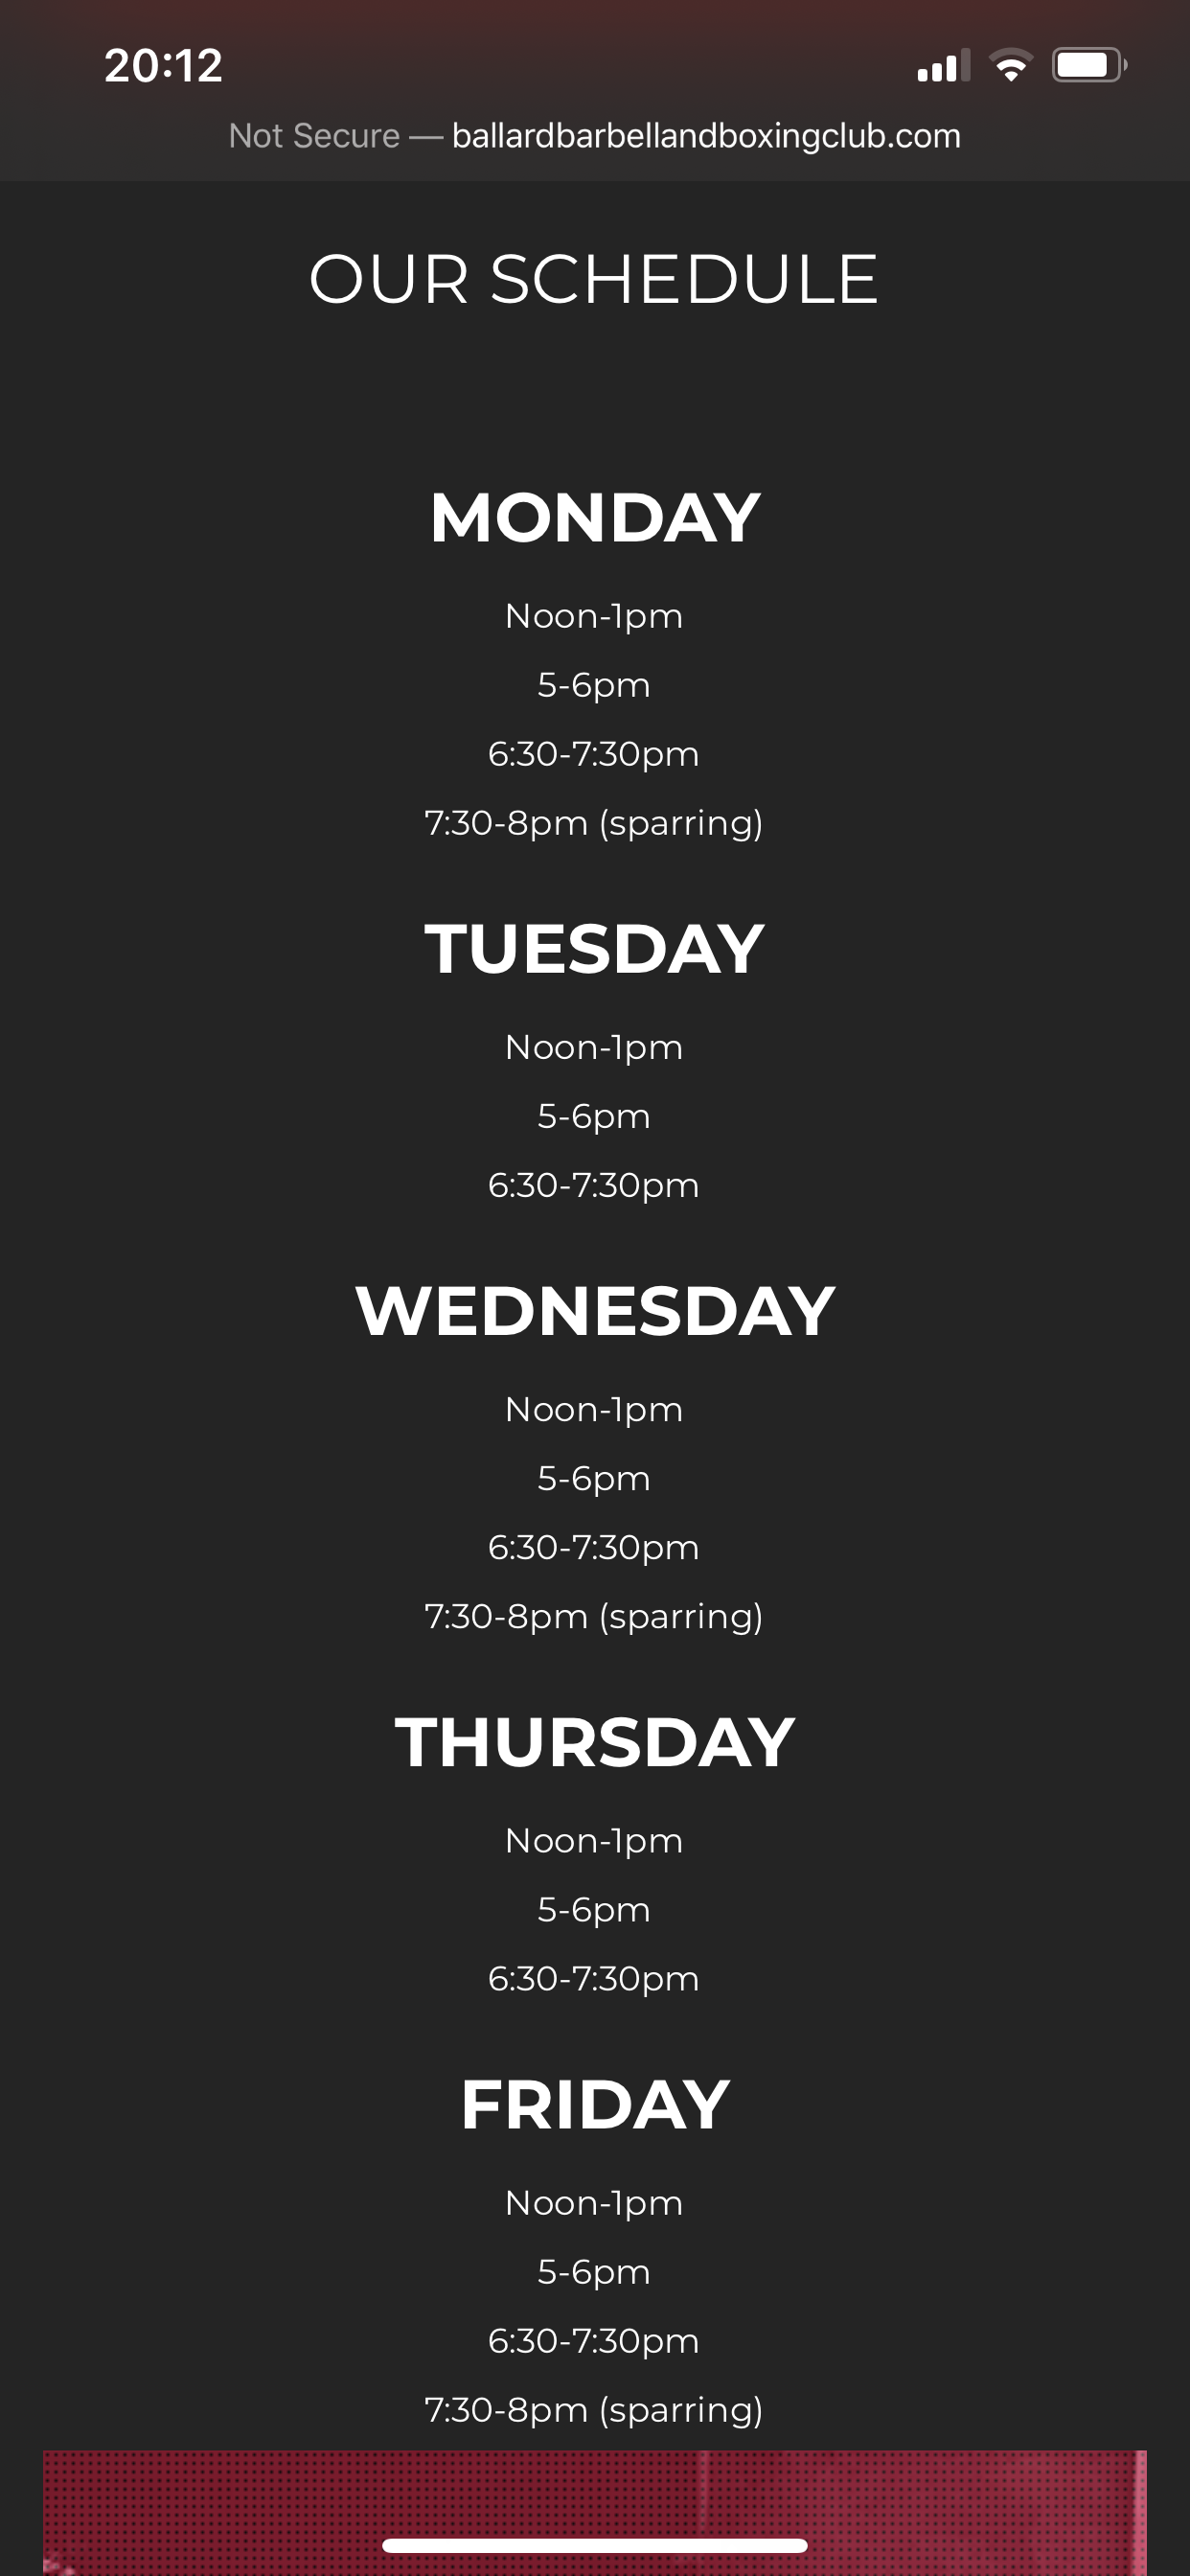 20:12
Not Secure — ballardbarbellandboxingclub.com
OUR SCHEDULE
MONDAY
Noon-1pm
5-6pm
6:30-7:30pm
7:30-8pm (sparring)
TUESDAY
Noon-1pm
5-6pm
6:30-7:30pm
WEDNESDAY
Noon-1pm
5-6pm
6:30-7:30pm
7:30-8pm (sparring)
THURSDAY
Noon-1pm
5-6pm
6:30-7:30pm
FRIDAY
Noon-1pm
5-6pm
6:30-7:30pm
7:30-8pm (sparring)